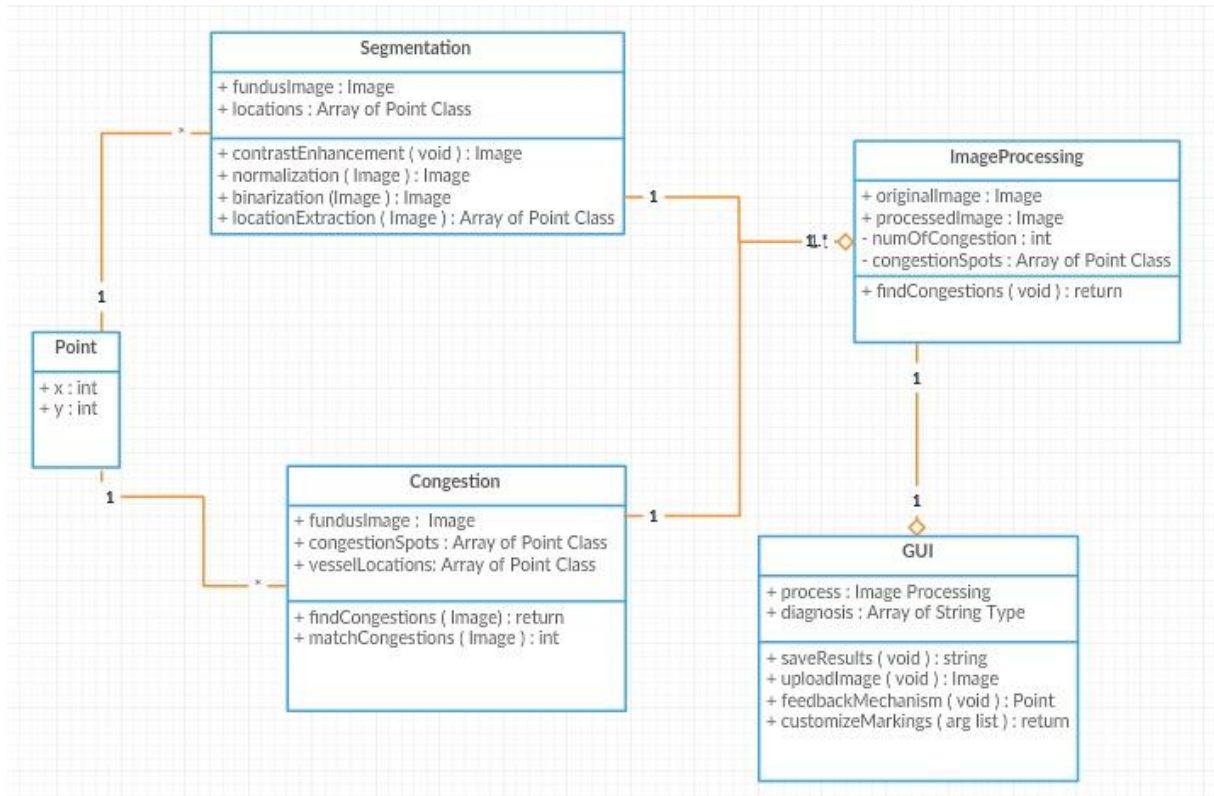 Segmentation
+ fundusImage : Image
+ locations : Array of Point Class
+ contrastEnhancement ( void ) : Image
+ normalization ( Image ) : Image
+ binarization (Image ) : Image
+ locationExtraction ( Image ) : Array of Point Class
*
1
1
ImageProcessing
+ originalImage : Image
+ processedImage : Image
- numOfCongestion : int
- congestionSpots : Array of Point Class
+ findCongestions ( void ) : return
Point
+ x : int
+ y : int
1
*
Congestion
+ fundusImage : Image
+ congestionSpots : Array of Point Class
+ vesselLocations: Array of Point Class
+ findCongestions ( Image) : return
+ matchCongestions ( Image ) : int
1
1
1
GUI
+ process : Image Processing
+ diagnosis : Array of String Type
+ saveResults ( void ) : string
+ uploadImage ( void ) : Image
+ feedbackMechanism ( void ) : Point
+ customizeMarkings ( arg list ) : return